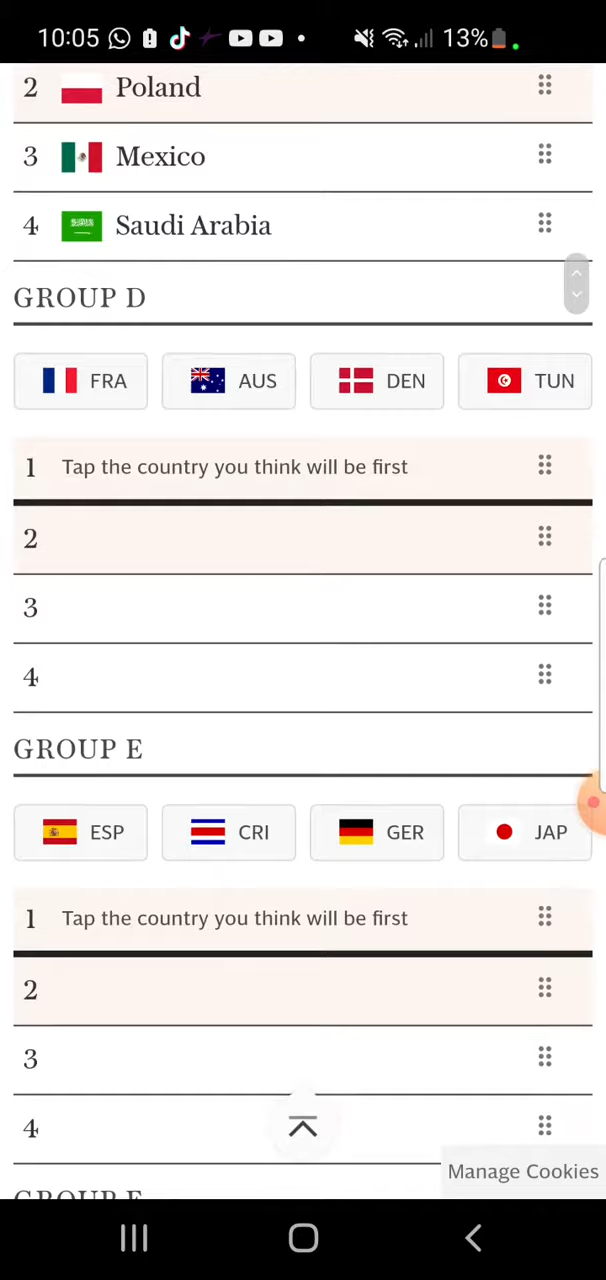 10:05 13%
2 Poland
3 Mexico
4 Saudi Arabia
GROUP D
FRA AUS DEN TUN
1 Tap the country you think will be first
2
3
4
GROUP E
ESP CRI GER JAP
1 Tap the country you think will be first
2
3
4
Manage Cookies
GROUP F